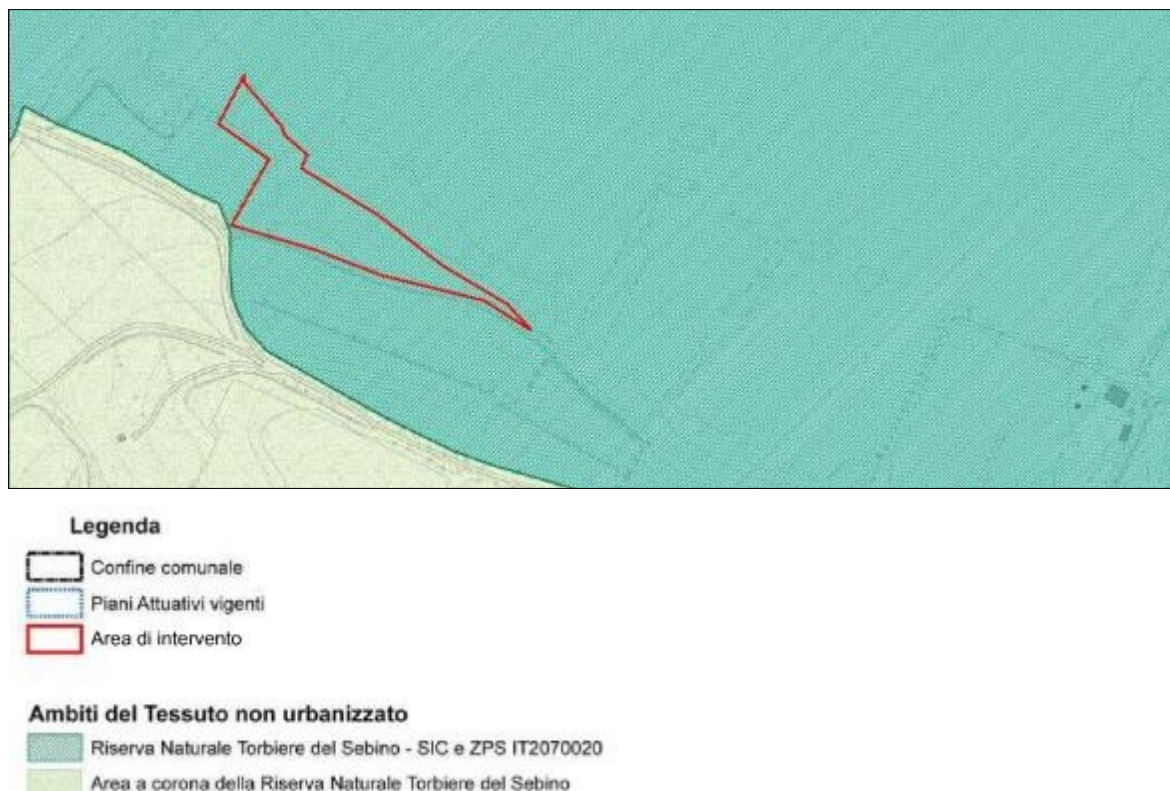 Legenda
Confine comunale
Piani Attuativi vigenti
Area di intervento
Ambiti del Tessuto non urbanizzato
Riserva Naturale Torbiere del Sebino - SIC e ZPS IT2070020
Area a corona della Riserva Naturale Torbiere del Sebino